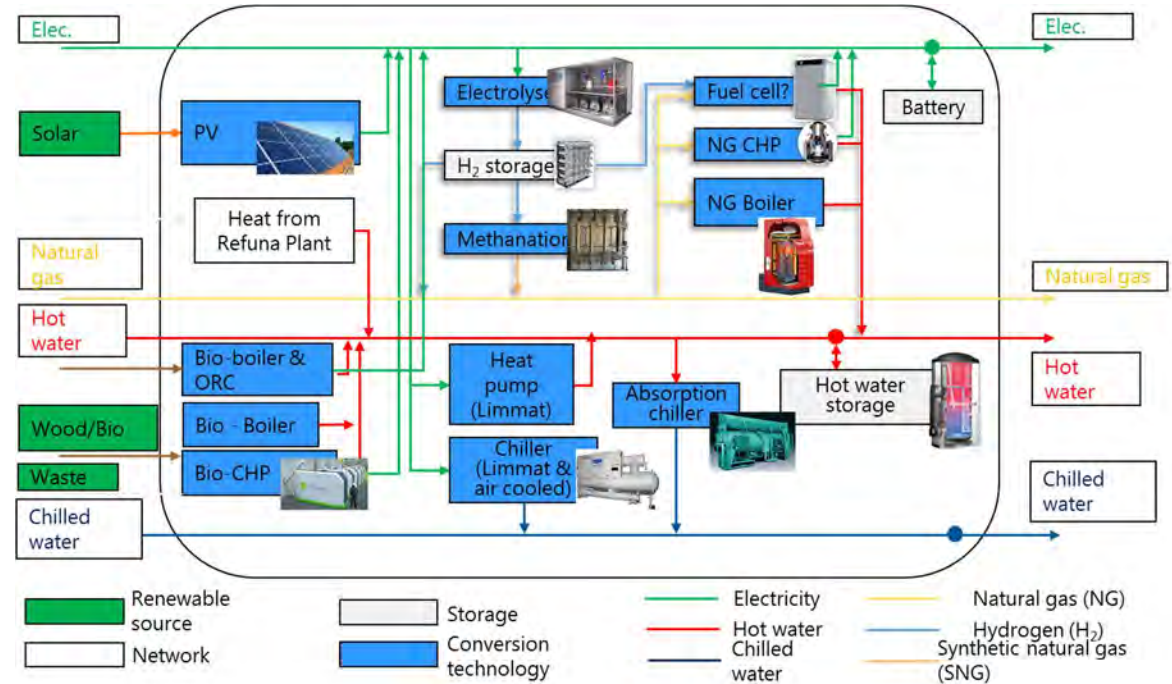 Elec.
Elec.
Electrolyse
Fuel cell?
Battery
Solar
PV
NG CHP
H₂ storage
NG Boiler
Heat from
Refuna Plant
Methanation
Natural
gas
Natural gas
Hot
water
Bio-boiler &
ORC
Heat
pump
(Limmat)
Absorption
chiller
Hot water
storage
Hot
water
Wood/Bio
Bio - Boiler
Waste
Bio-CHP
Chiller
(Limmat &
air cooled)
Chilled
water
Chilled
water
Renewable
source
Network
Storage
Conversion
technology
Electricity
Hot water
Chilled
water
Natural gas (NG)
Hydrogen (H₂)
Synthetic natural gas
(SNG)